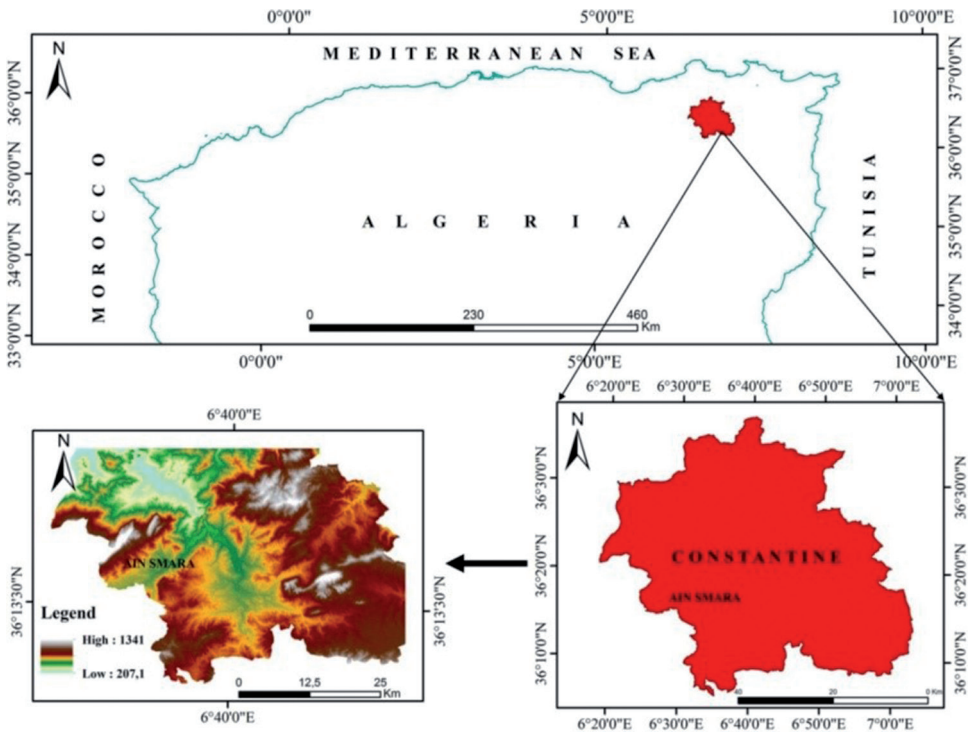 0°0'0" 5°0'0"E 10°0'0"E
N
MEDITERRANEAN SEA
36°0'0"N
35°0'0"N
34°0'0"N
33°0'0"N
37°0'0"N
36°0'0"N
35°0'0"N
34°0'0"N
MOROCCO
ALGERIA
TUNISIA
0 230 460
Km
0°0'0" 5°0'0"E 10°0'0"E
6°40'0"E
N
AIN SMARA
36°13'30"N
36°13'30"N
Legend
High : 1341
Low : 207,1
0 12,5 25
Km
6°40'0"E
6°20'0"E 6°30'0"E 6°40'0"E 6°50'0"E 7°0'0"E
N
36°30'0"N
36°20'0"N
36°10'0"N
36°30'0"N
36°20'0"N
36°10'0"N
CONSTANTINE
AIN SMARA
40 20 0 Km
6°20'0"E 6°30'0"E 6°40'0"E 6°50'0"E 7°0'0"E